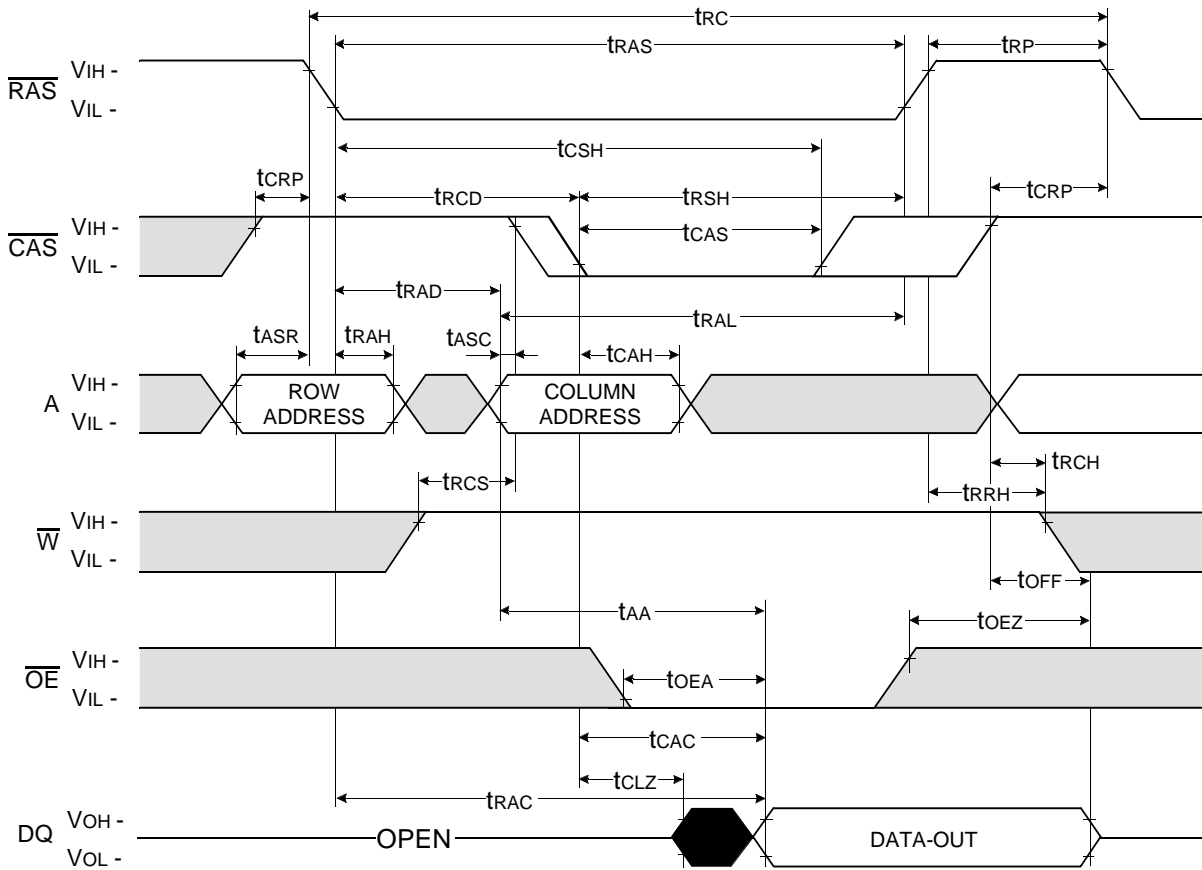 tRC
tRAS
tRP
RAS
VIH -
VIL -
tCSH
tCRP
tRCD
tRSH
tCRP
CAS
VIH -
VIL -
tCAS
tRAD
tRAL
tASR
tRAH
tASC
tCAH
A
VIH -
VIL -
ROW
ADDRESS
COLUMN
ADDRESS
tRCH
tRCS
tRRH
W
VIH -
VIL -
tOFF
tAA
tOEZ
OE
VIH -
VIL -
tOEA
tCAC
tCLZ
tRAC
DQ
VOH -
VOL -
OPEN
DATA-OUT